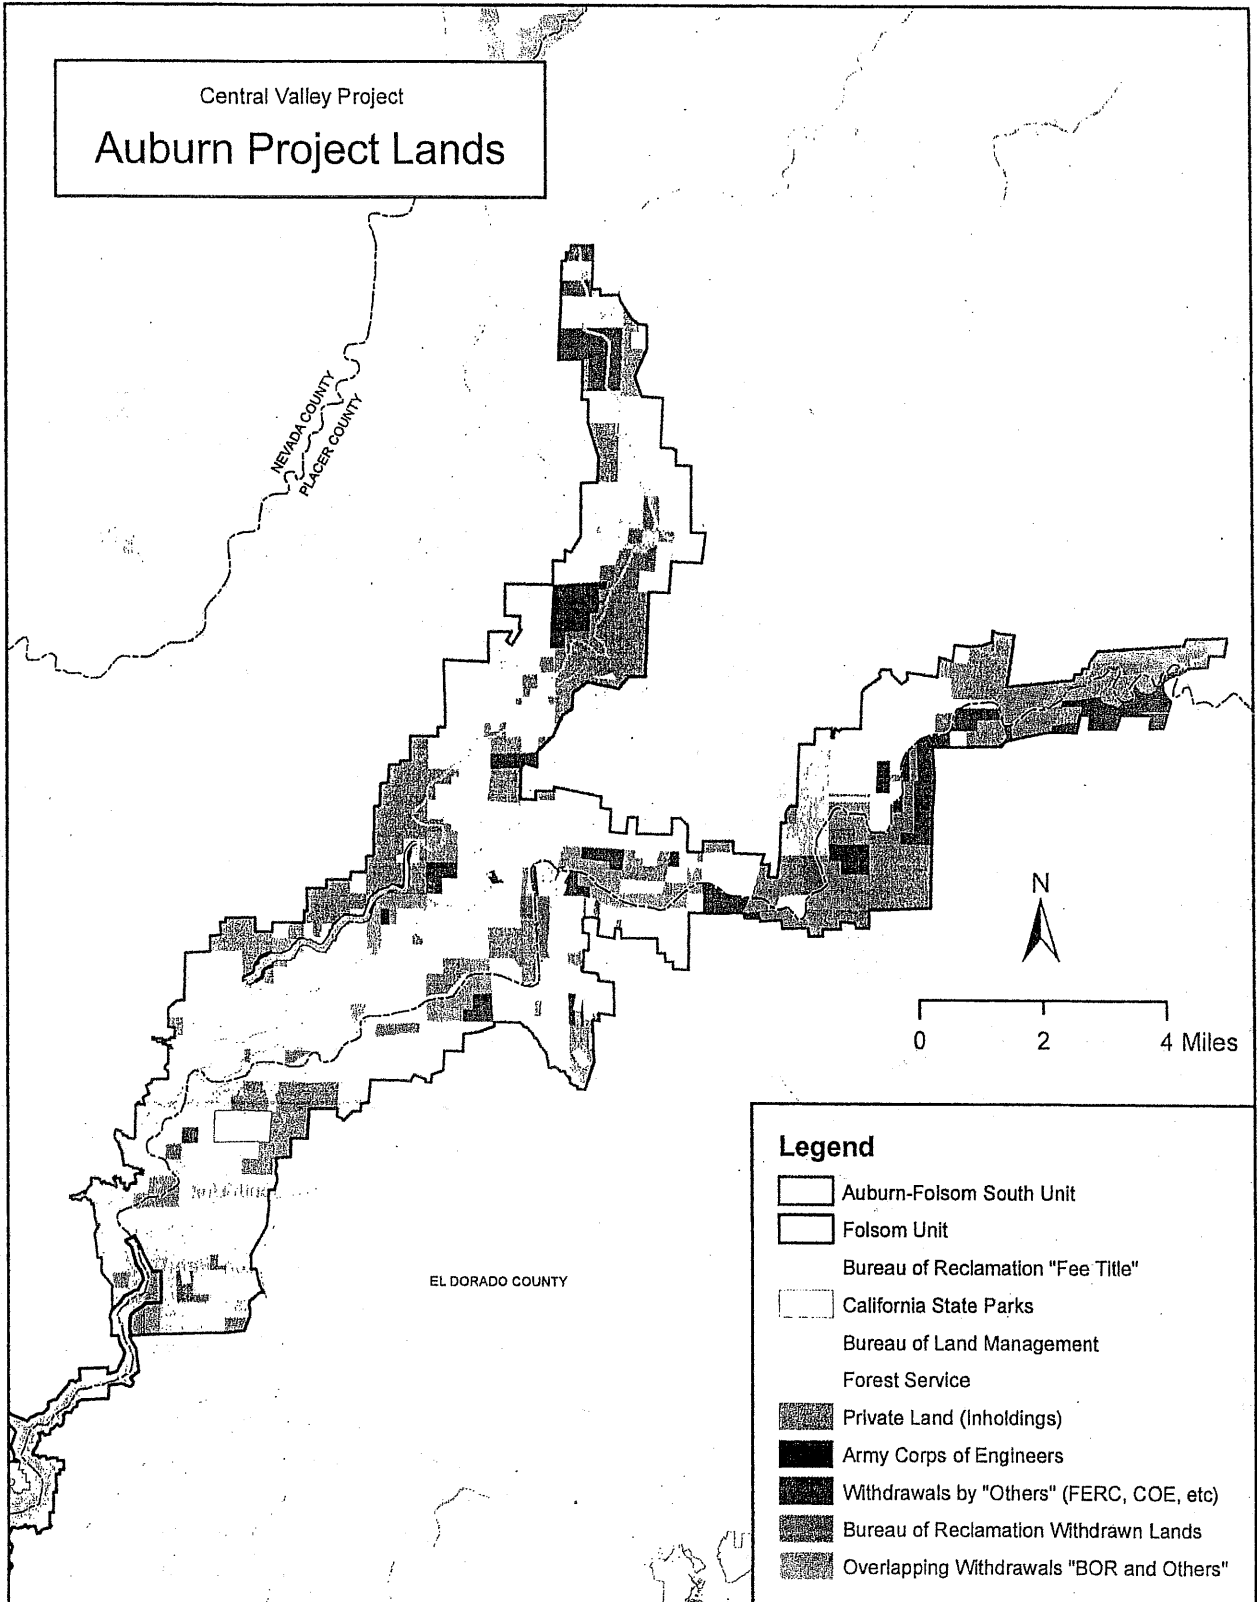 Central Valley Project
Auburn Project Lands
NEVADA COUNTY
PLACER COUNTY
N
0 2 4 Miles
EL DORADO COUNTY
Legend
Auburn-Folsom South Unit
Folsom Unit
Bureau of Reclamation "Fee Title"
California State Parks
Bureau of Land Management
Forest Service
Private Land (Inholdings)
Army Corps of Engineers
Withdrawals by "Others" (FERC, COE, etc)
Bureau of Reclamation Withdrawn Lands
Overlapping Withdrawals "BOR and Others"